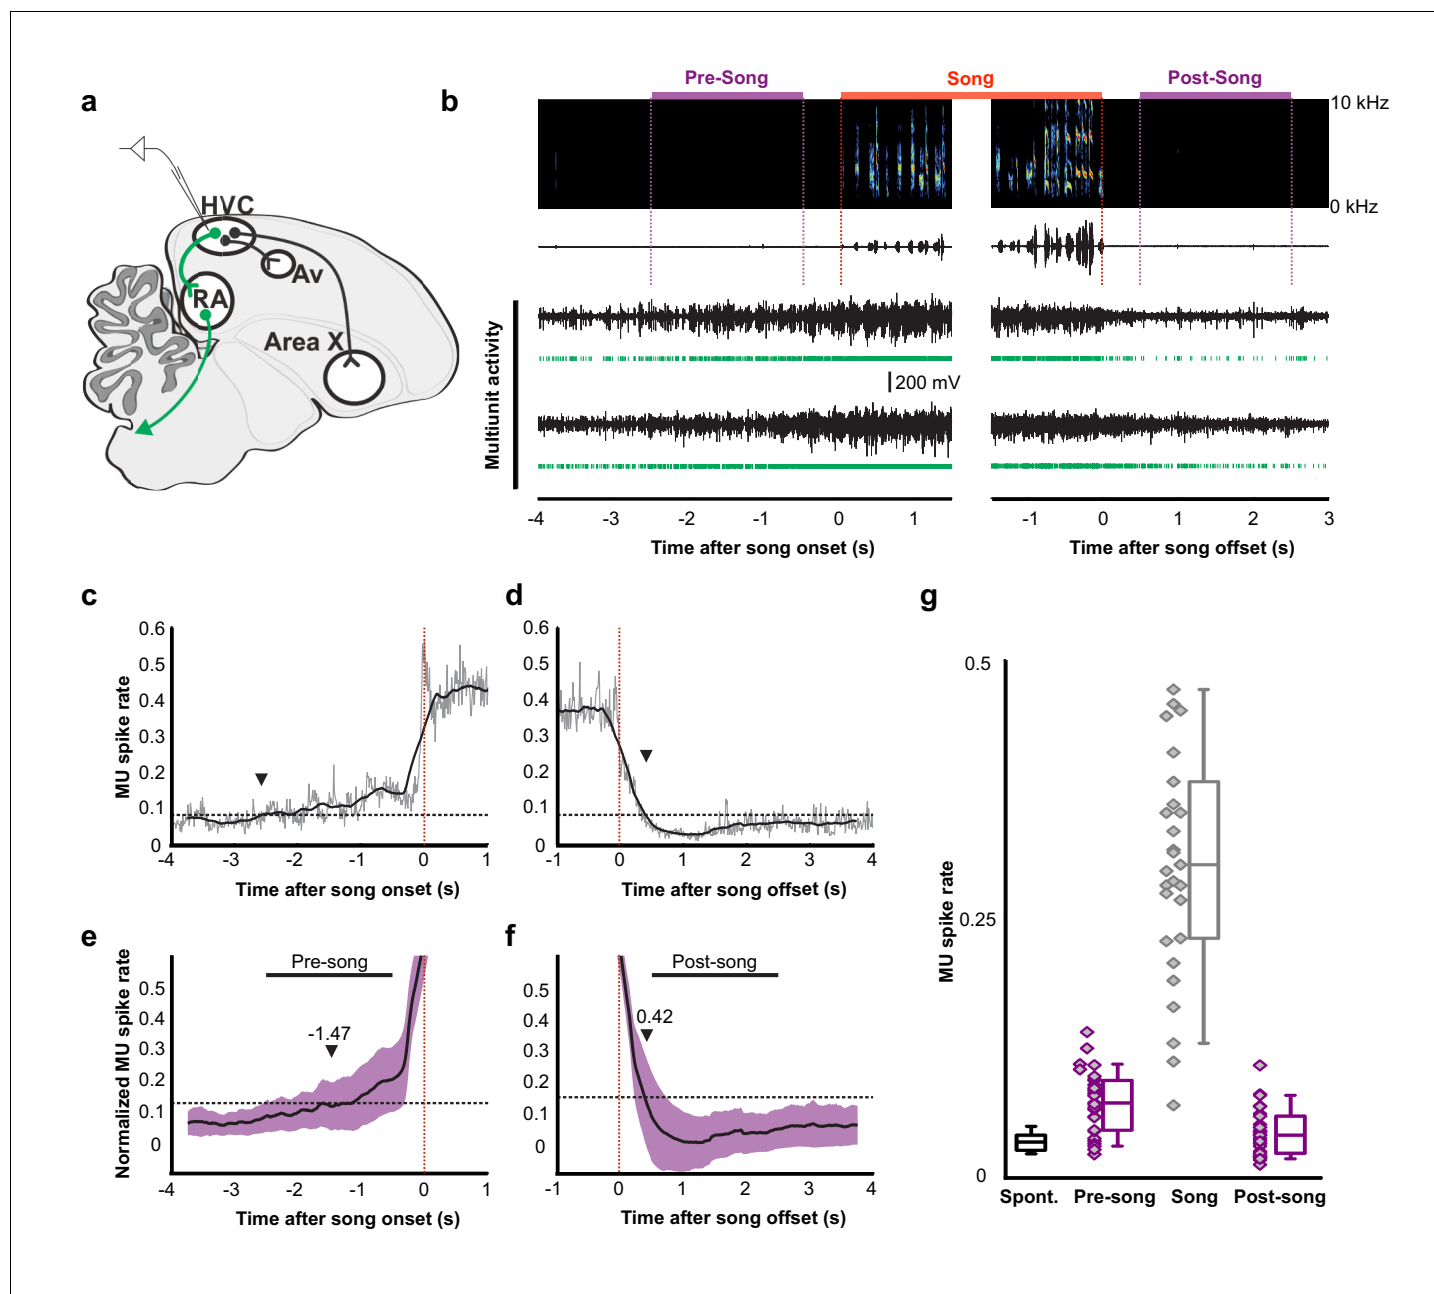 a
HVC
Av
RA
Area X
b
Pre-Song
Song
Post-Song
10 kHz
0 kHz
Multiunit activity
200 mV
-4 -3 -2 -1 0 1
Time after song onset (s)
-1 0 1 2 3
Time after song offset (s)
c
MU spike rate
0.6
0.5
0.4
0.3
0.2
0.1
0
-4 -3 -2 -1 0 1
Time after song onset (s)
d
0.6
0.5
0.4
0.3
0.2
0.1
0
-1 0 1 2 3 4
Time after song offset (s)
e
Normalized MU spike rate
Pre-song
-1.47
0.5
0.4
0.3
0.2
0.1
0
-4 -3 -2 -1 0 1
Time after song onset (s)
f
Post-song
0.42
0.5
0.4
0.3
0.2
0.1
0
-1 0 1 2 3 4
Time after song offset (s)
g
MU spike rate
0.5
0.25
0
Spont. Pre-song Song Post-song